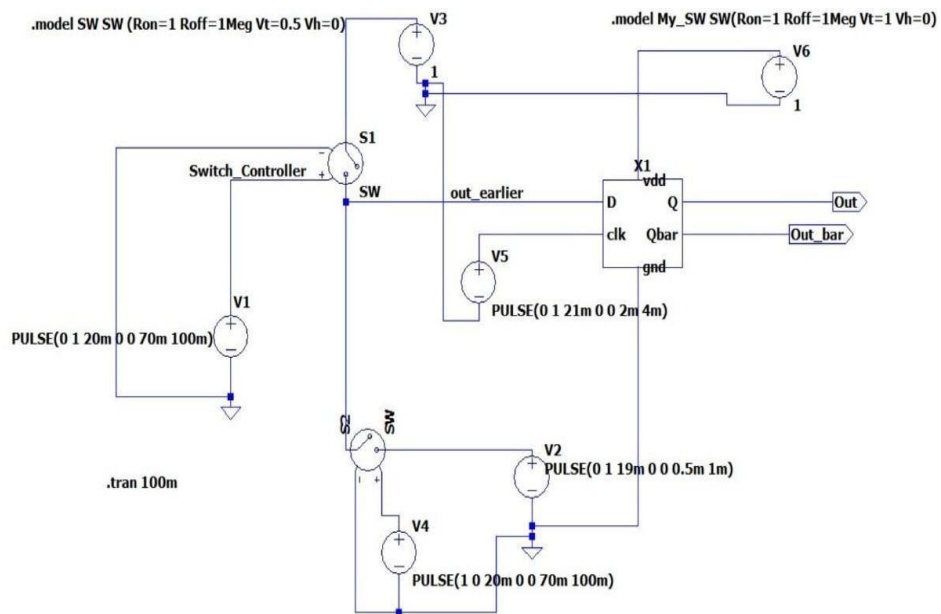 .model SW SW (Ron=1 Roff=1Meg Vt=0.5 Vh=0)
V3
.model My_SW SW(Ron=1 Roff=1Meg Vt=1 Vh=0)
V6
1
1
S1
Switch_Controller
SW
out_earlier
X1
vdd
D
Q
Out
clk
Qbar
Out_bar
gnd
V5
PULSE(0 1 21m 0 0 2m 4m)
V1
PULSE(0 1 20m 0 0 70m 100m)
S2
SW
V2
PULSE(0 1 19m 0 0 0.5m 1m)
.tran 100m
V4
PULSE(1 0 20m 0 0 70m 100m)